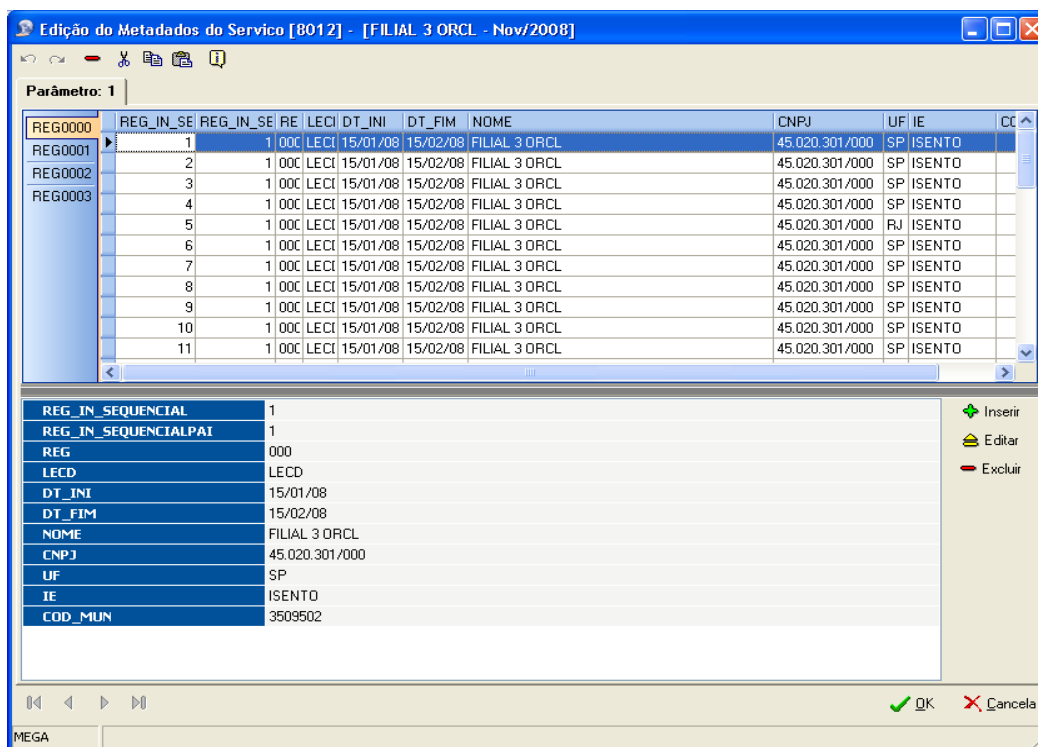 Edição do Metadados do Servico [8012] - [FILIAL 3 ORCL - Nov/2008]
Parâmetro: 1
REG0000
REG0001
REG0002
REG0003
REG_IN_SE REG_IN_SE RE LECI DT_INI DT_FIM NOME CNPJ UF IE CO
1 1 000 LECI 15/01/08 15/02/08 FILIAL 3 ORCL 45.020.301/000 SP ISENTO
2 1 000 LECI 15/01/08 15/02/08 FILIAL 3 ORCL 45.020.301/000 SP ISENTO
3 1 000 LECI 15/01/08 15/02/08 FILIAL 3 ORCL 45.020.301/000 SP ISENTO
4 1 000 LECI 15/01/08 15/02/08 FILIAL 3 ORCL 45.020.301/000 SP ISENTO
5 1 000 LECI 15/01/08 15/02/08 FILIAL 3 ORCL 45.020.301/000 RJ ISENTO
6 1 000 LECI 15/01/08 15/02/08 FILIAL 3 ORCL 45.020.301/000 SP ISENTO
7 1 000 LECI 15/01/08 15/02/08 FILIAL 3 ORCL 45.020.301/000 SP ISENTO
8 1 000 LECI 15/01/08 15/02/08 FILIAL 3 ORCL 45.020.301/000 SP ISENTO
9 1 000 LECI 15/01/08 15/02/08 FILIAL 3 ORCL 45.020.301/000 SP ISENTO
10 1 000 LECI 15/01/08 15/02/08 FILIAL 3 ORCL 45.020.301/000 SP ISENTO
11 1 000 LECI 15/01/08 15/02/08 FILIAL 3 ORCL 45.020.301/000 SP ISENTO
REG_IN_SEQUENCIAL 1
REG_IN_SEQUENCIALPAI 1
REG 000
LECD LECD
DT_INI 15/01/08
DT_FIM 15/02/08
NOME FILIAL 3 ORCL
CNPJ 45.020.301/000
UF SP
IE ISENTO
COD_MUN 3509502
Inserir
Editar
Excluir
OK Cancela
MEGA